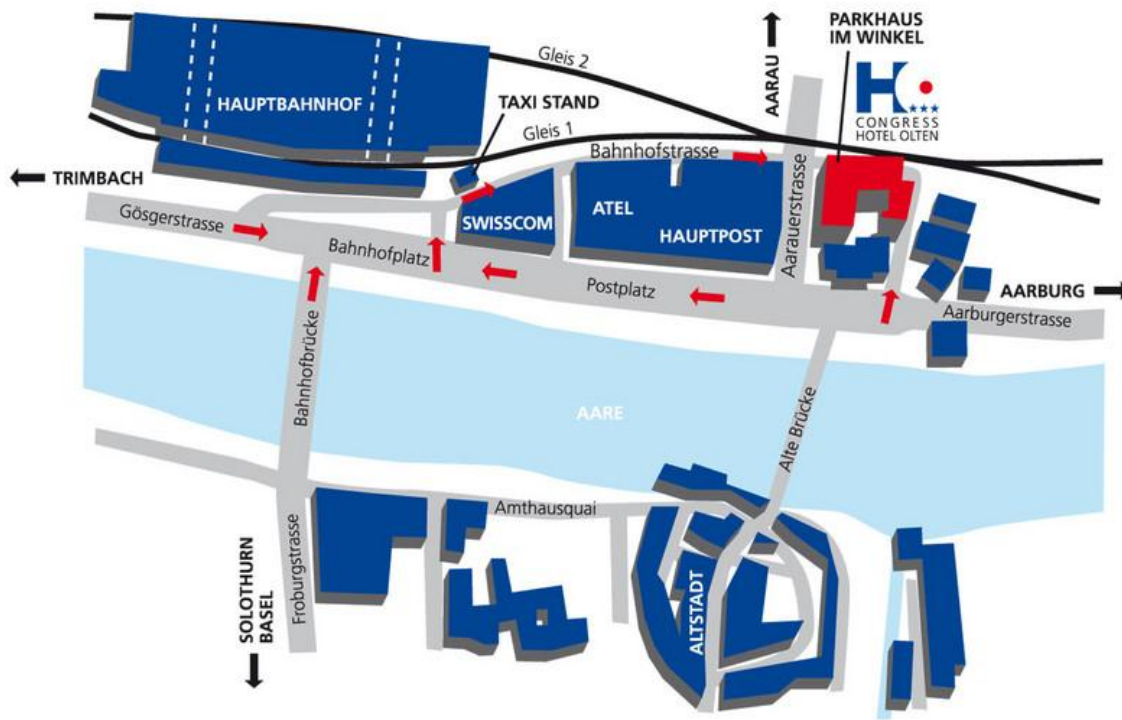 PARKHAUS
IM WINKEL
AARAU
Gleis 2
HAUPTBAHNHOF
TAXI STAND
Gleis 1
H
CONGRESS
HOTEL OLTEN
Bahnhofstrasse
TRIMBACH
Gösgerstrasse
SWISSCOM
ATEL
HAUPTPOST
Aarauerstrasse
Bahnhofplatz
Postplatz
AARBURG
Aarburgerstrasse
Bahnhofbrücke
AARE
Alte Brücke
Amthausquai
Froburgstrasse
SOLOTHURN
BASEL
ALTSTADT